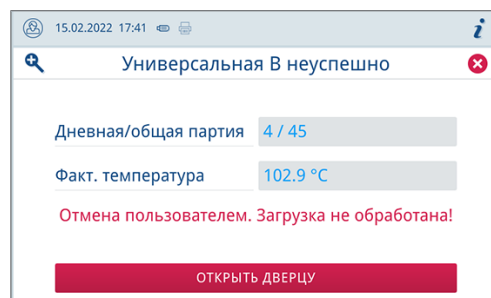 15.02.2022 17:41
i
Универсальная В неуспешно
Дневная/общая партия 4 / 45
Факт. температура 102.9 °C
Отмена пользователем. Загрузка не обработана!
ОТКРЫТЬ ДВЕРЦУ